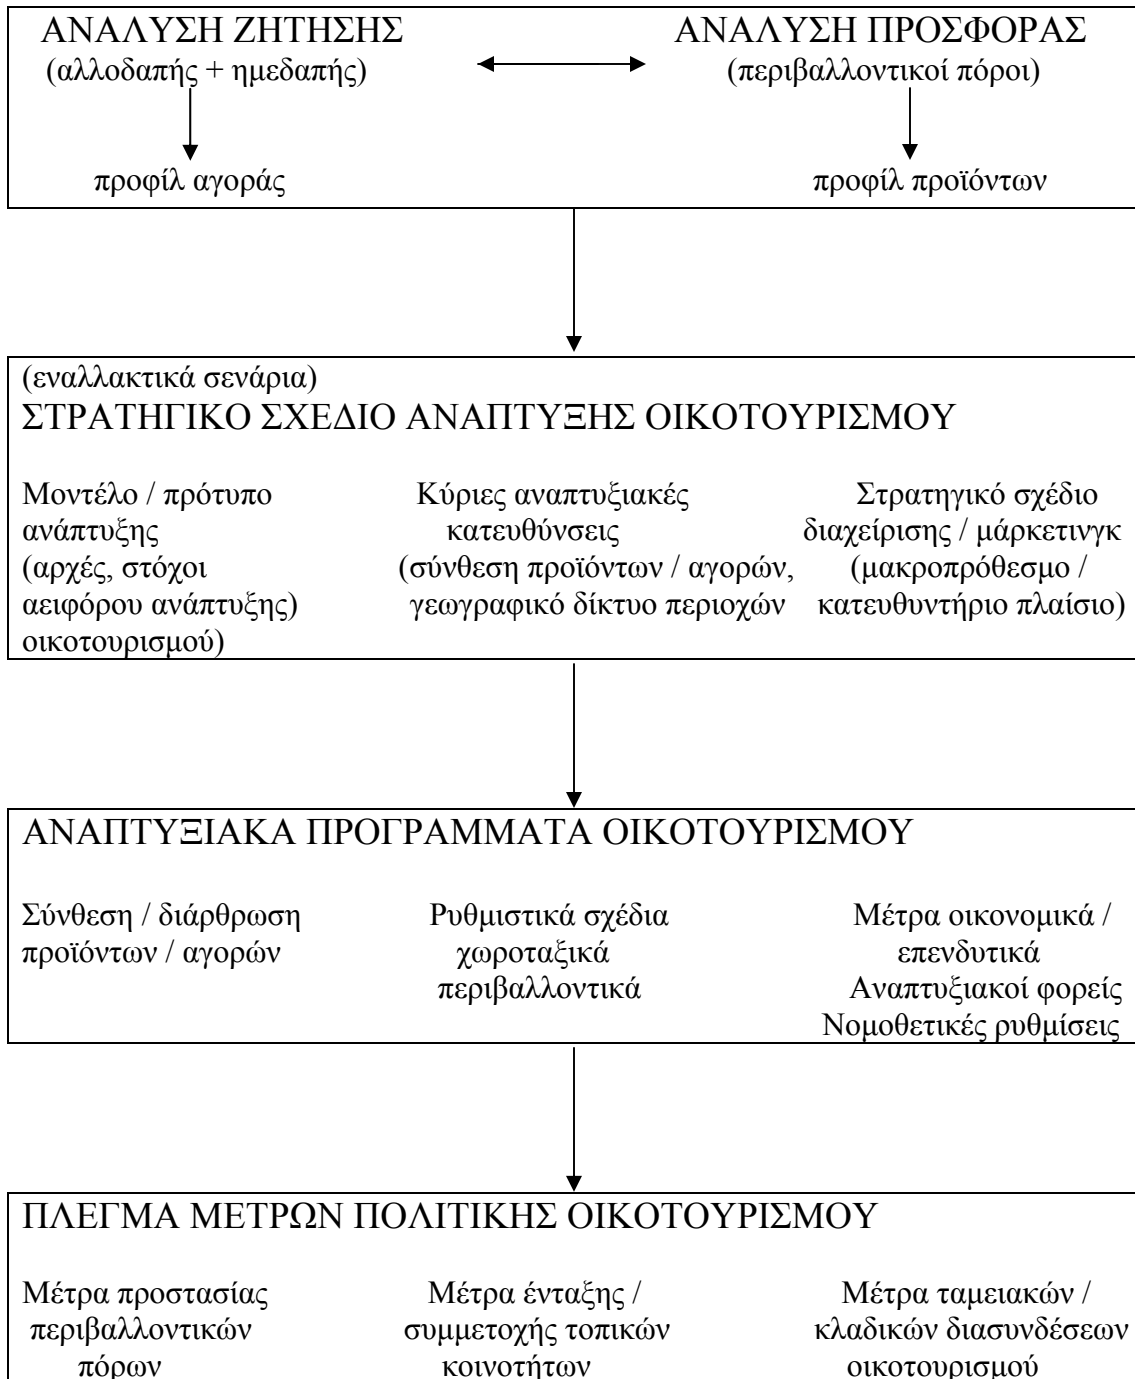 ΑΝΑΛΥΣΗ ΖΗΤΗΣΗΣ ΑΝΑΛΥΣΗ ΠΡΟΣΦΟΡΑΣ
(αλλοδαπής + ημεδαπής) (περιβαλλοντικοί πόροι)
προφίλ αγοράς προφίλ προϊόντων
(εναλλακτικά σενάρια)
ΣΤΡΑΤΗΓΙΚΟ ΣΧΕΔΙΟ ΑΝΑΠΤΥΞΗΣ ΟΙΚΟΤΟΥΡΙΣΜΟΥ
Μοντέλο / πρότυπο Κύριες αναπτυξιακές Στρατηγικό σχέδιο
ανάπτυξης κατευθύνσεις διαχείρισης / μάρκετινγκ
(αρχές, στόχοι (σύνθεση προϊόντων / αγορών, (μακροπρόθεσμο /
αειφόρου ανάπτυξης) γεωγραφικό δίκτυο περιοχών κατευθυντήριο πλαίσιο)
οικοτουρισμού)
ΑΝΑΠΤΥΞΙΑΚΑ ΠΡΟΓΡΑΜΜΑΤΑ ΟΙΚΟΤΟΥΡΙΣΜΟΥ
Σύνθεση / διάρθρωση Ρυθμιστικά σχέδια Μέτρα οικονομικά /
προϊόντων / αγορών χωροταξικά επενδυτικά
περιβαλλοντικά Αναπτυξιακοί φορείς
Νομοθετικές ρυθμίσεις
ΠΛΕΓΜΑ ΜΕΤΡΩΝ ΠΟΛΙΤΙΚΗΣ ΟΙΚΟΤΟΥΡΙΣΜΟΥ
Μέτρα προστασίας Μέτρα ένταξης / Μέτρα ταμειακών /
περιβαλλοντικών συμμετοχής τοπικών κλαδικών διασυνδέσεων
πόρων κοινοτήτων οικοτουρισμού